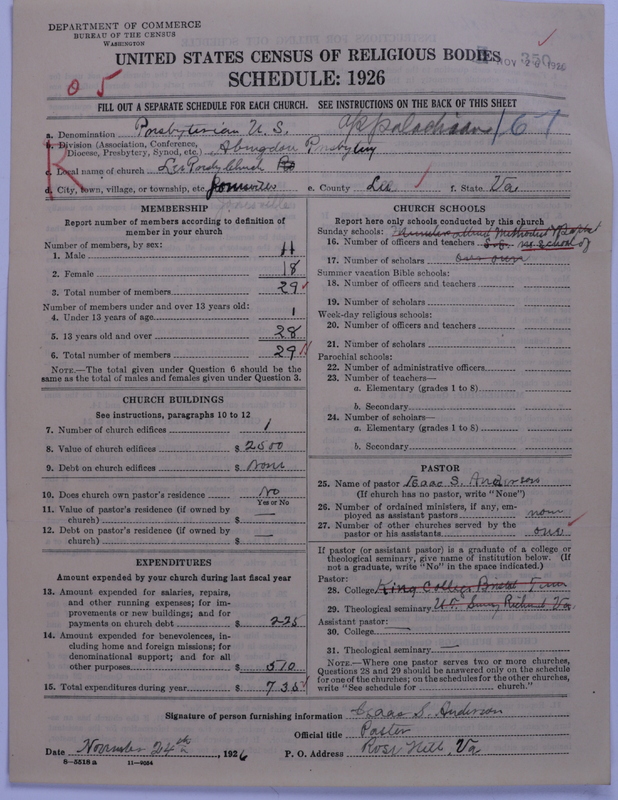 DEPARTMENT OF COMMERCE
BUREAU OF THE CENSUS
WASHINGTON
UNITED STATES CENSUS OF RELIGIOUS BODIES
NOV 26 1926
SCHEDULE: 1926
05
FILL OUT A SEPARATE SCHEDULE FOR EACH CHURCH. SEE INSTRUCTIONS ON THE BACK OF THIS SHEET
a. Denomination Presbyterian U.S. Appalachian 167
b. Division (Association, Conference, Diocese, Presbytery, Synod, etc.) Abingdon Presbytery
R
c. Local name of church
d. City, town, village, or township, etc. Jonesville e. County Lee f. State Va
MEMBERSHIP
Report number of members according to definition of member in your church
Number of members, by sex:
1. Male 11
2. Female 18
3. Total number of members 29
Number of members under and over 13 years old:
4. Under 13 years of age 1
5. 13 years old and over 28
6. Total number of members 29
NOTE.—The total given under Question 6 should be the same as the total of males and females given under Question 3.
CHURCH BUILDINGS
See instructions, paragraphs 10 to 12
7. Number of church edifices 1
8. Value of church edifices $ 2500
9. Debt on church edifices $ None
10. Does church own pastor's residence No
Yes or No
11. Value of pastor's residence (if owned by church) $ —
12. Debt on pastor's residence (if owned by church) $ —
EXPENDITURES
Amount expended by your church during last fiscal year
13. Amount expended for salaries, repairs, and other running expenses; for improvements or new buildings; and for payments on church debt $ 225
14. Amount expended for benevolences, including home and foreign missions; for denominational support; and for all other purposes $ 510
15. Total expenditures during year $ 735
CHURCH SCHOOLS
Report here only schools conducted by this church
Sunday schools: attend Methodist
16. Number of officers and teachers S.S.
17. Number of scholars our own
Summer vacation Bible schools:
18. Number of officers and teachers
19. Number of scholars
Week-day religious schools:
20. Number of officers and teachers
21. Number of scholars
Parochial schools:
22. Number of administrative officers
23. Number of teachers—
a. Elementary (grades 1 to 8)
b. Secondary
24. Number of scholars—
a. Elementary (grades 1 to 8)
b. Secondary
PASTOR
25. Name of pastor Isaac S. Anderson
(If church has no pastor, write "None")
26. Number of ordained ministers, if any, employed as assistant pastors none
27. Number of other churches served by the pastor or his assistants one
If pastor (or assistant pastor) is a graduate of a college or theological seminary, give name of institution below. (If not a graduate, write "No" in the space indicated.)
Pastor:
28. College King College Bristol Tenn
29. Theological seminary Un. Sem'y Richmond Va
Assistant pastor:
30. College —
31. Theological seminary —
NOTE.—Where one pastor serves two or more churches, Questions 28 and 29 should be answered only on the schedule for one of the churches; on the schedules for the other churches, write "See schedule for church."
Signature of person furnishing information Isaac S. Anderson
Official title Pastor
Date November 24th, 1926 P. O. Address Rose Hill, Va
8-5518 a 11-9034